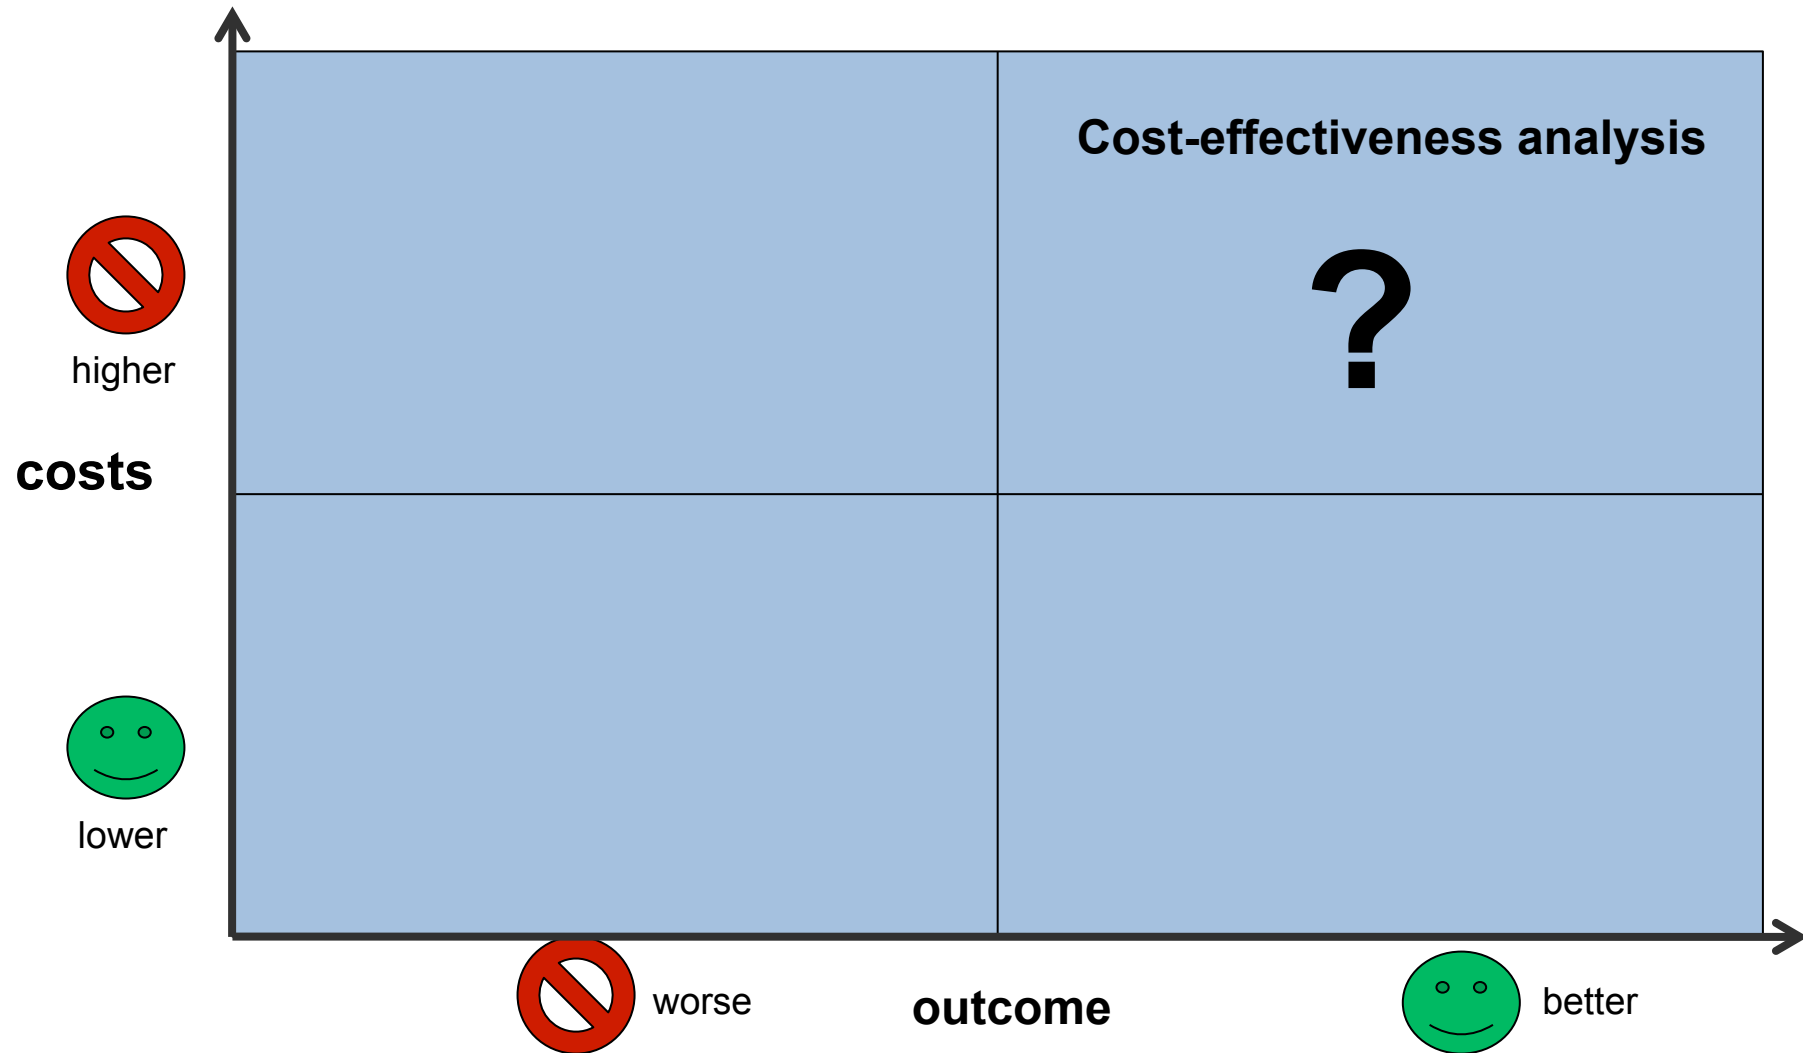 Cost-effectiveness analysis
?
higher
costs
lower
worse
outcome
better